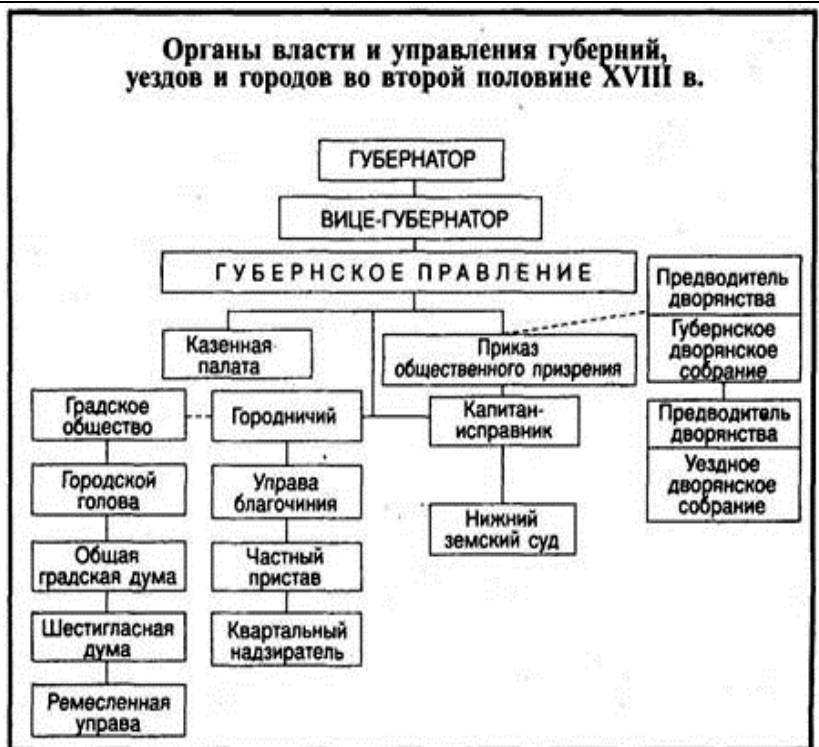 Органы власти и управления губерний,
уездов и городов во второй половине XVIII в.
ГУБЕРНАТОР
ВИЦЕ-ГУБЕРНАТОР
ГУБЕРНСКОЕ ПРАВЛЕНИЕ
Предводитель
дворянства
Губернское
дворянское
собрание
Казенная
палата
Приказ
общественного призрения
Градское
общество
Городничий
Капитан-
исправник
Предводитель
дворянства
Уездное
дворянское
собрание
Городской
голова
Управа
благочиния
Нижний
земский суд
Общая
градская дума
Частный
пристав
Шестигласная
дума
Квартальный
надзиратель
Ремесленная
управа